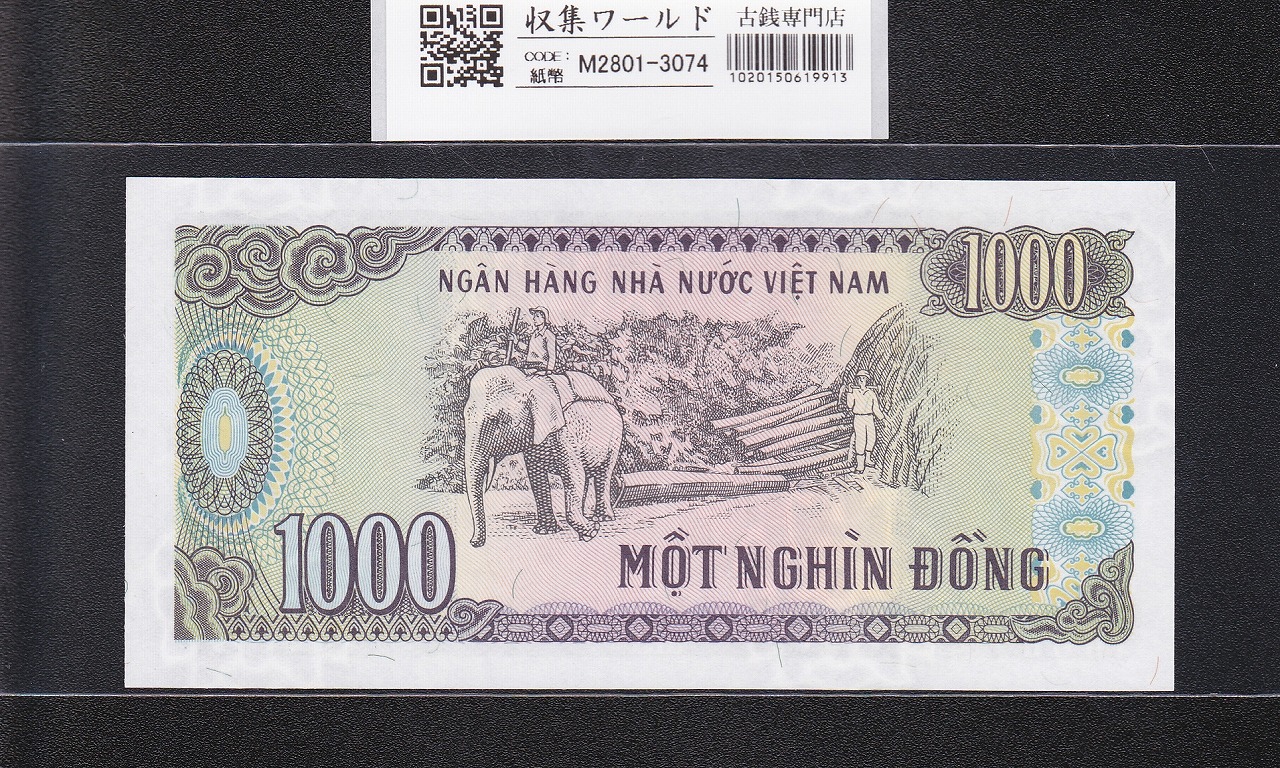 収集ワールド 古銭専門店
CODE:
紙幣 M2801-3074
1020150619913
1000
NGÂN HÀNG NHÀ NƯỚC VIỆT NAM
1000
MỘT NGHÌN ĐỒNG